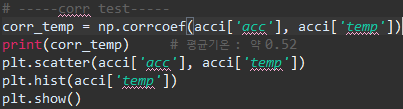 # -----corr test-----
corr_temp = np.corrcoef(acci['acc'], acci['temp'])
print(corr_temp)      # 평균기온 : 약 0.52
plt.scatter(acci['acc'], acci['temp'])
plt.hist(acci['temp'])
plt.show()